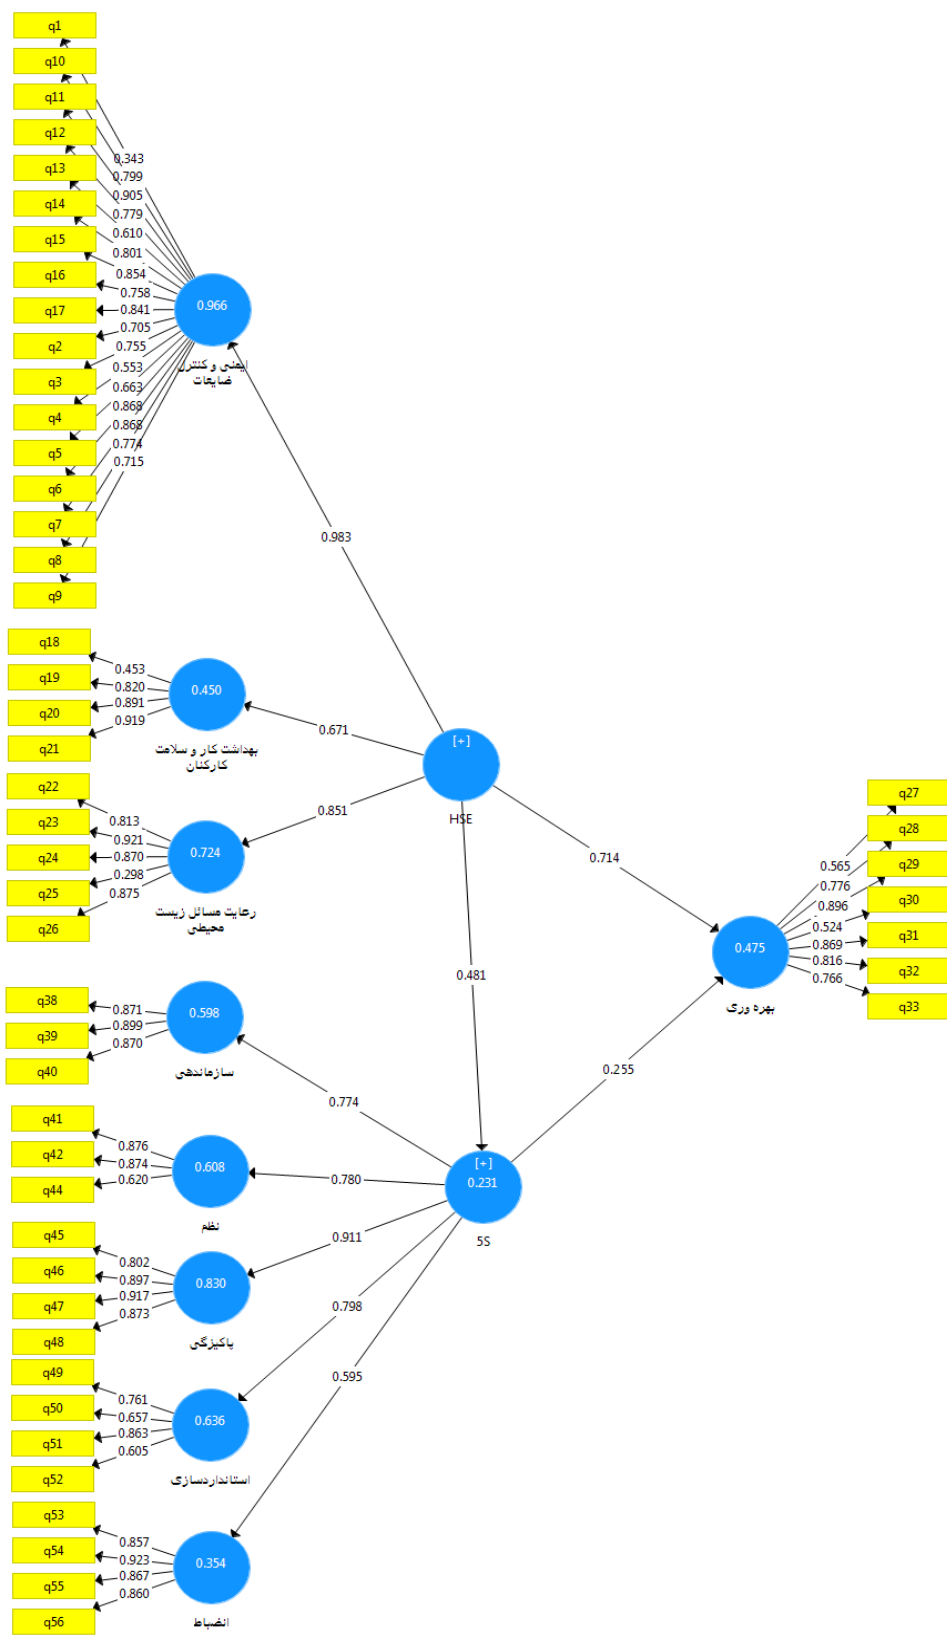 q1
q10
q11
q12
q13
q14
q15
q16
q17
q2
q3
q4
q5
q6
q7
q8
q9
0.343
0.799
0.905
0.779
0.610
0.801
0.854
0.758
0.841
0.705
0.755
0.553
0.663
0.868
0.868
0.774
0.715
0.966
ایمنی و کنترل
ضایعات
0.983
q18
q19
q20
q21
0.453
0.820
0.891
0.919
0.450
بهداشت کار و سلامت
کارکنان
0.671
q22
q23
q24
q25
q26
0.813
0.921
0.870
0.298
0.875
0.724
رعایت مسائل زیست
محیطی
0.851
[+]
HSE
0.714
0.481
q27
q28
q29
q30
q31
q32
q33
0.565
0.776
0.896
0.524
0.869
0.816
0.766
0.475
بهره وری
0.255
q38
q39
q40
0.871
0.899
0.870
0.598
سازماندهی
0.774
q41
q42
q44
0.876
0.874
0.620
0.608
نظم
0.780
[+]
0.231
5S
q45
q46
q47
q48
0.802
0.897
0.917
0.873
0.830
پاکیزگی
0.911
q49
q50
q51
q52
0.761
0.657
0.863
0.605
0.636
استانداردسازی
0.798
q53
q54
q55
q56
0.857
0.923
0.867
0.860
0.354
انضباط
0.595